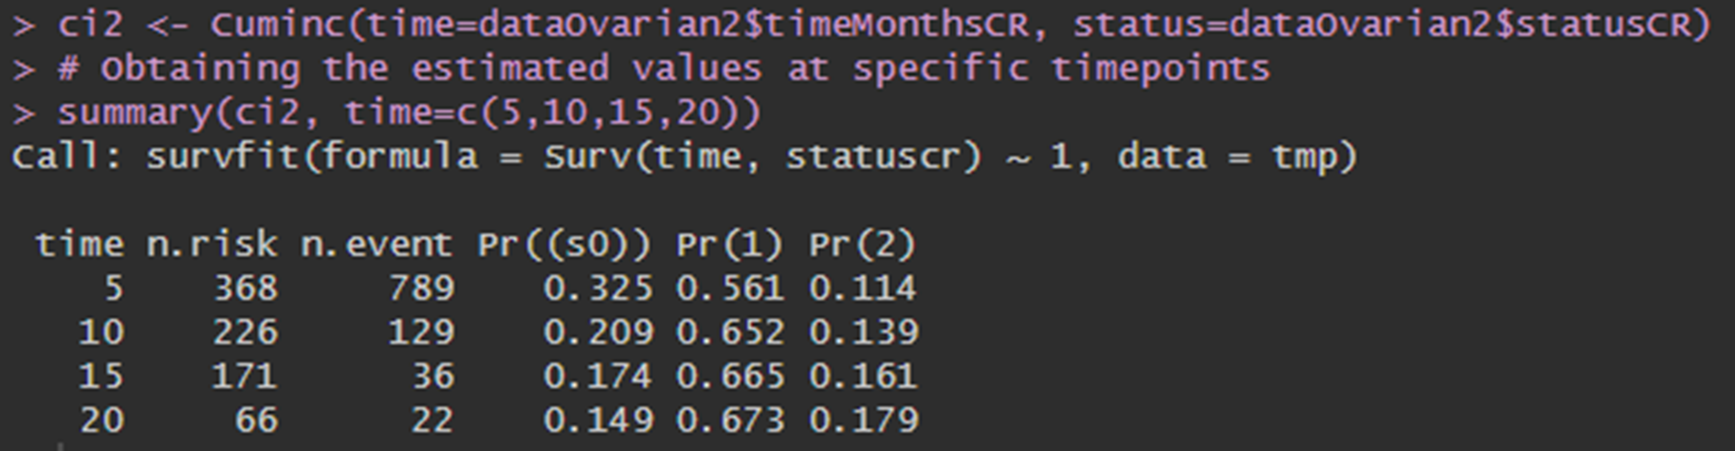 > ci2 <- Cuminc(time=dataOvarian2$timeMonthsCR, status=dataOvarian2$statusCR)
> # Obtaining the estimated values at specific timepoints
> summary(ci2, time=c(5,10,15,20))
Call: survfit(formula = Surv(time, statuscr) ~ 1, data = tmp)
time n.risk n.event Pr((s0)) Pr(1) Pr(2)
5 368 789 0.325 0.561 0.114
10 226 129 0.209 0.652 0.139
15 171 36 0.174 0.665 0.161
20 66 22 0.149 0.673 0.179